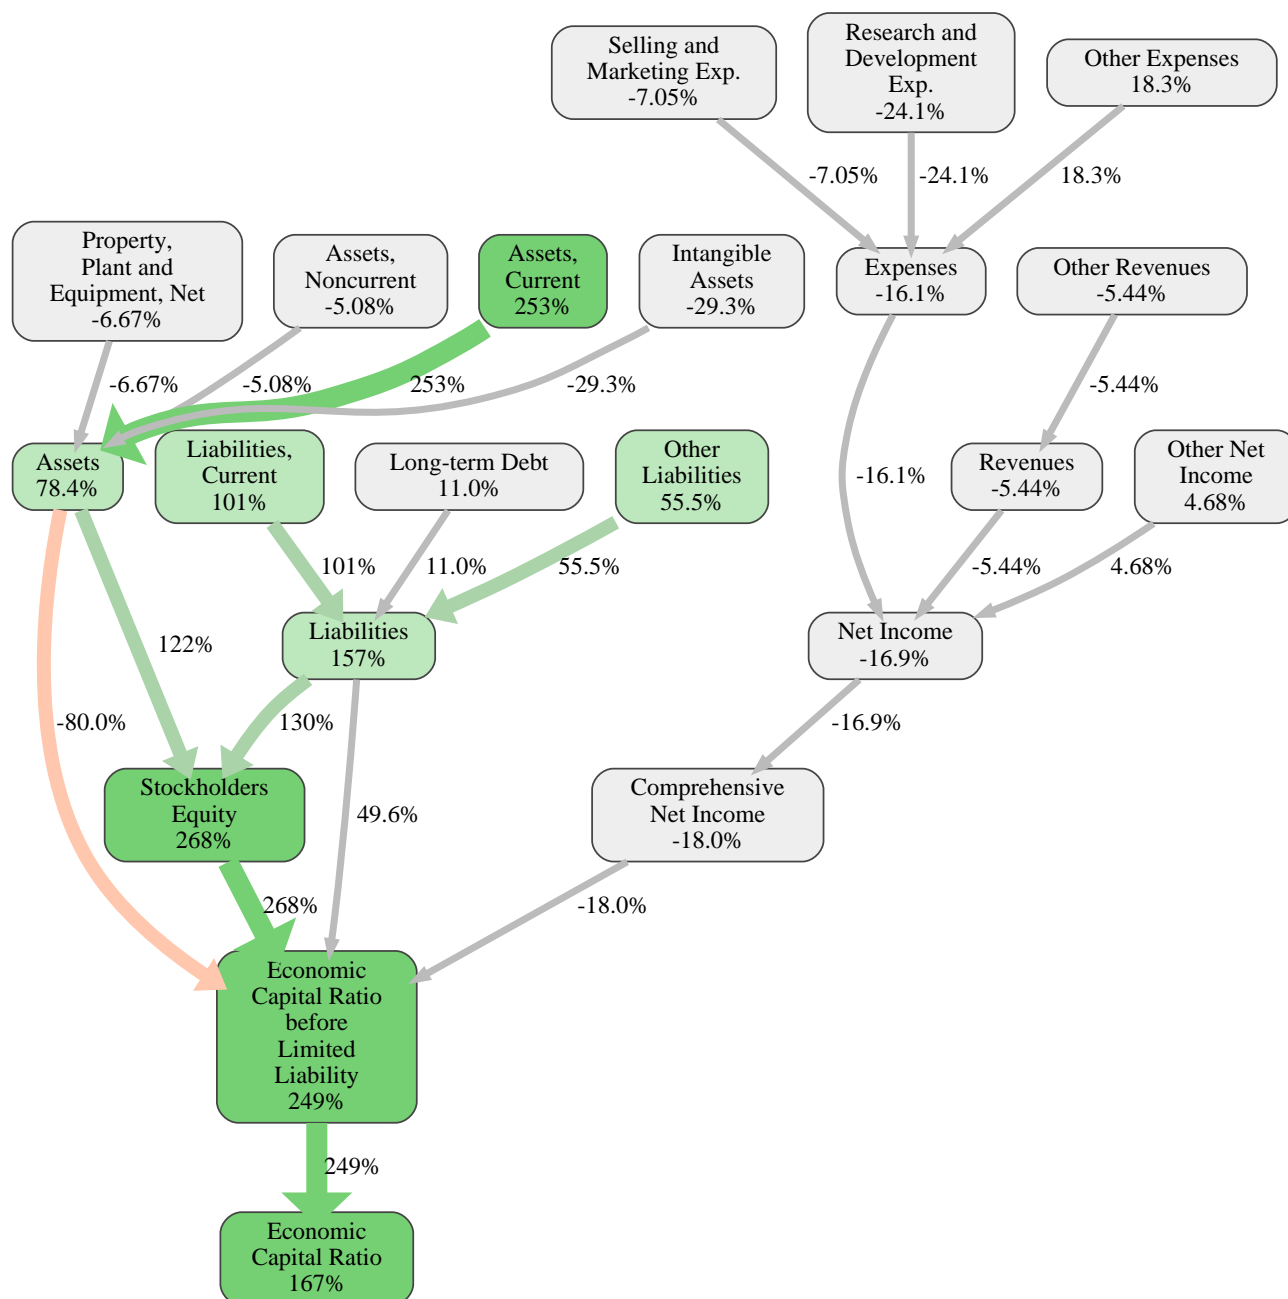 Selling and
Marketing Exp.
-7.05%
Research and
Development
Exp.
-24.1%
Other Expenses
18.3%
-7.05%
-24.1%
18.3%
Property,
Plant and
Equipment, Net
-6.67%
Assets,
Noncurrent
-5.08%
Assets,
Current
253%
Intangible
Assets
-29.3%
Expenses
-16.1%
Other Revenues
-5.44%
-6.67%
-5.08%
253%
-29.3%
-5.44%
Assets
78.4%
Liabilities,
Current
101%
Long-term Debt
11.0%
Other
Liabilities
55.5%
-16.1%
Revenues
-5.44%
Other Net
Income
4.68%
101%
11.0%
55.5%
-5.44%
4.68%
122%
Liabilities
157%
Net Income
-16.9%
-80.0%
130%
-16.9%
Stockholders
Equity
268%
49.6%
Comprehensive
Net Income
-18.0%
268%
-18.0%
Economic
Capital Ratio
before
Limited
Liability
249%
249%
Economic
Capital Ratio
167%